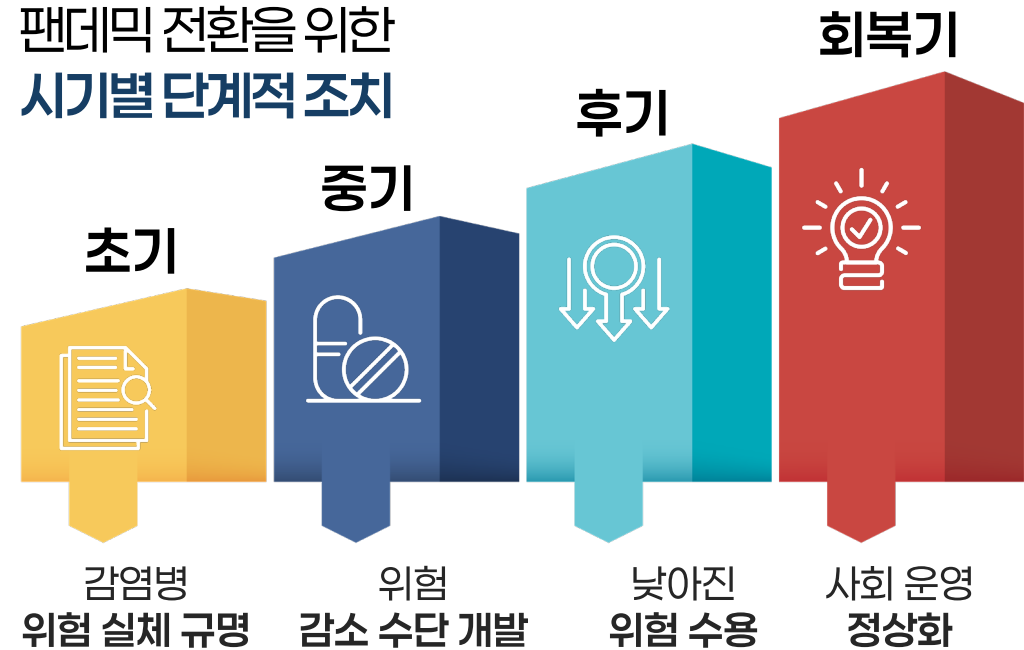 팬데믹 전환을 위한
시기별 단계적 조치
초기
중기
후기
회복기
감염병
위험 실체 규명
위험
감소 수단 개발
낮아진
위험 수용
사회 운영
정상화